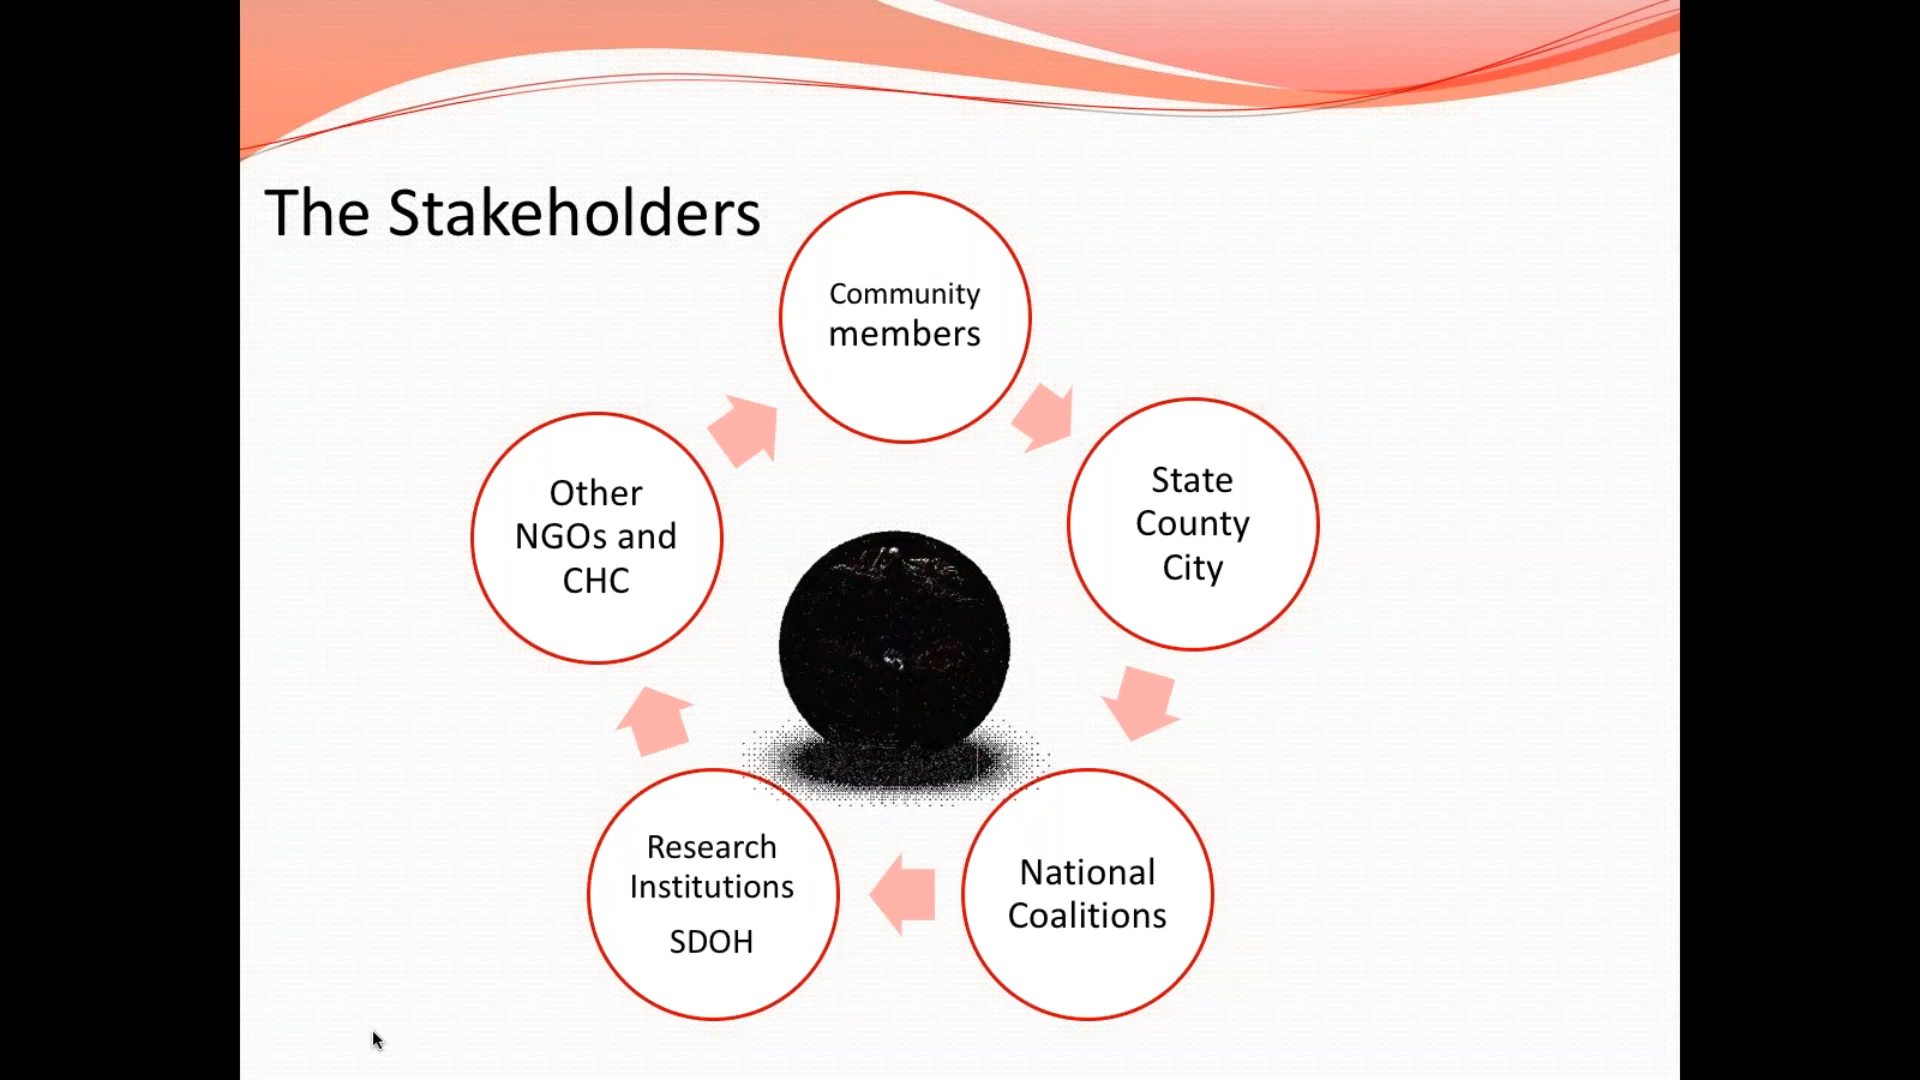 The Stakeholders
Community
members
State
County
City
National
Coalitions
Research
Institutions
SDOH
Other
NGOs and
CHC